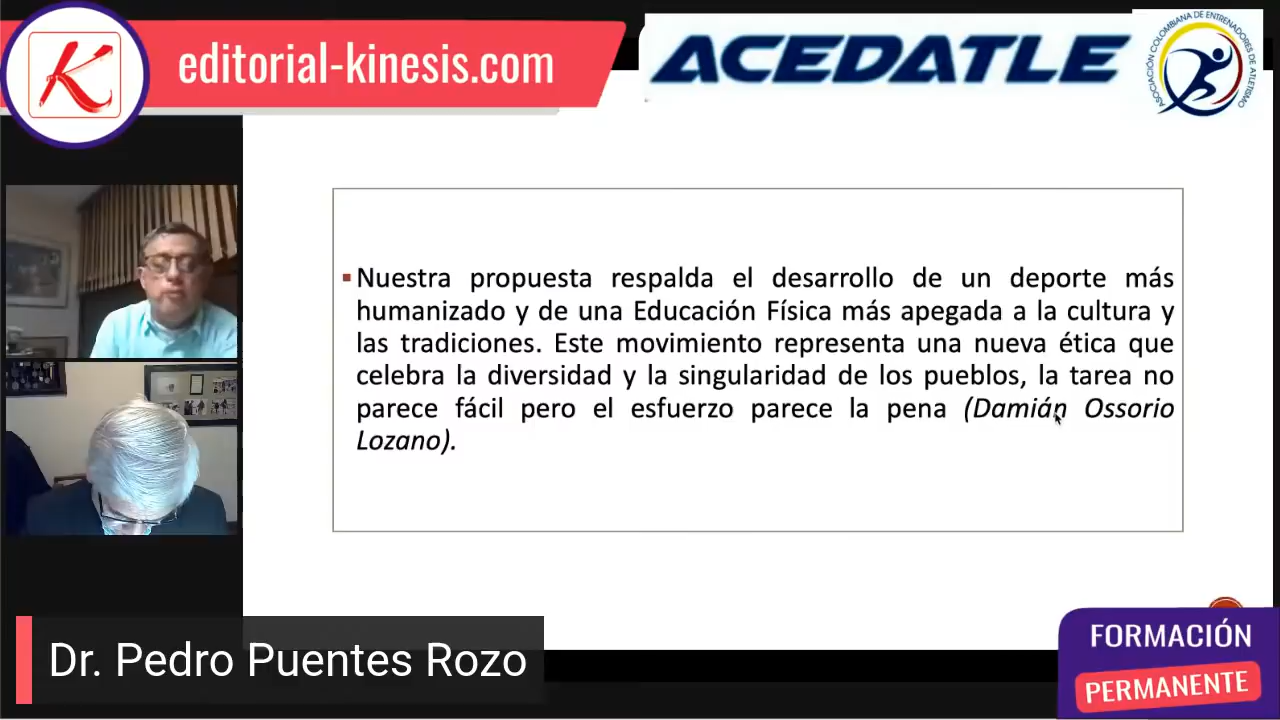 K
editorial-kinesis.com
ACEDATLE
ASOCIACIÓN COLOMBIANA DE ENTRENADORES DE ATLETISMO
Nuestra propuesta respalda el desarrollo de un deporte más
humanizado y de una Educación Física más apegada a la cultura y
las tradiciones. Este movimiento representa una nueva ética que
celebra la diversidad y la singularidad de los pueblos, la tarea no
parece fácil pero el esfuerzo parece la pena (Damián Ossorio
Lozano).
Dr. Pedro Puentes Rozo
FORMACIÓN
PERMANENTE